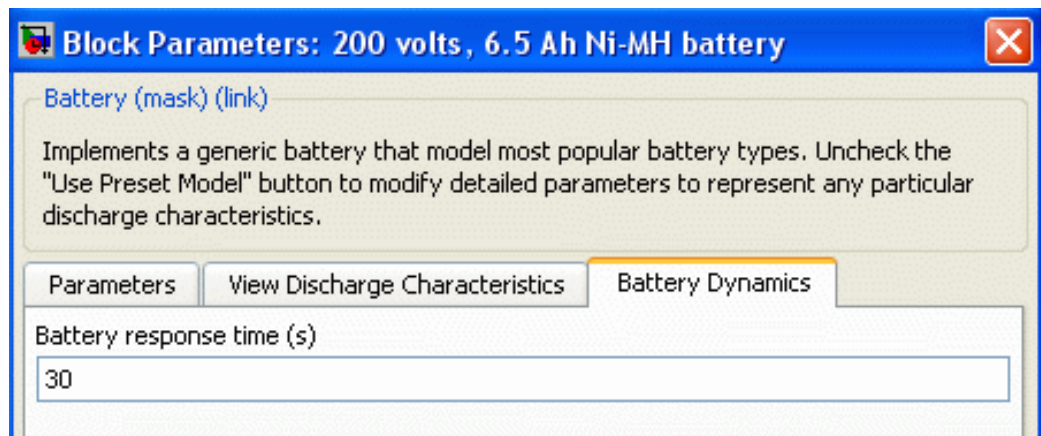 Block Parameters: 200 volts, 6.5 Ah Ni-MH battery
Battery (mask) (link)
Implements a generic battery that model most popular battery types. Uncheck the
"Use Preset Model" button to modify detailed parameters to represent any particular
discharge characteristics.
Parameters View Discharge Characteristics Battery Dynamics
Battery response time (s)
30